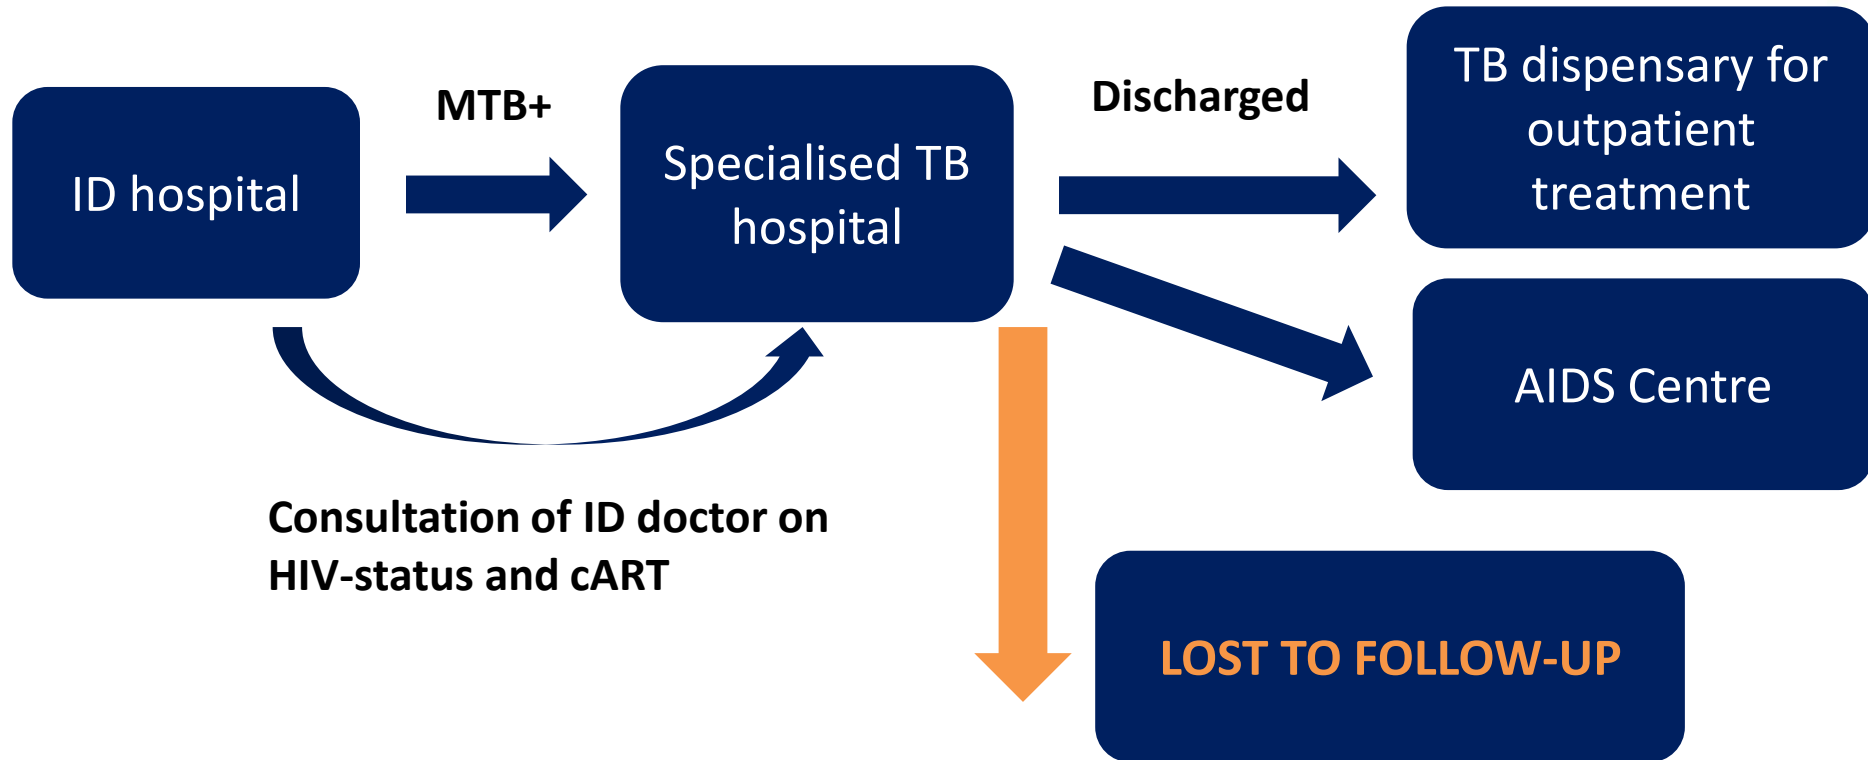 ID hospital
MTB+
Specialised TB
hospital
Discharged
TB dispensary for
outpatient
treatment
AIDS Centre
Consultation of ID doctor on
HIV-status and cART
LOST TO FOLLOW-UP